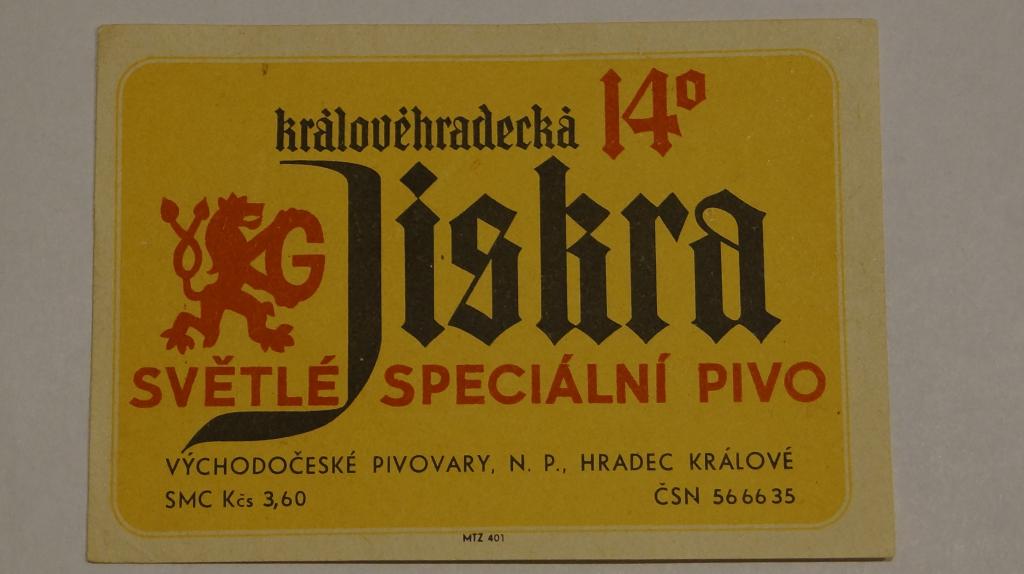 královéhradecká 14º
Jiskra
G
SVĚTLÉ SPECIÁLNÍ PIVO
VÝCHODOČESKÉ PIVOVARY, N. P., HRADEC KRÁLOVÉ
SMC Kčs 3,60 ČSN 56 66 35
MTZ 401